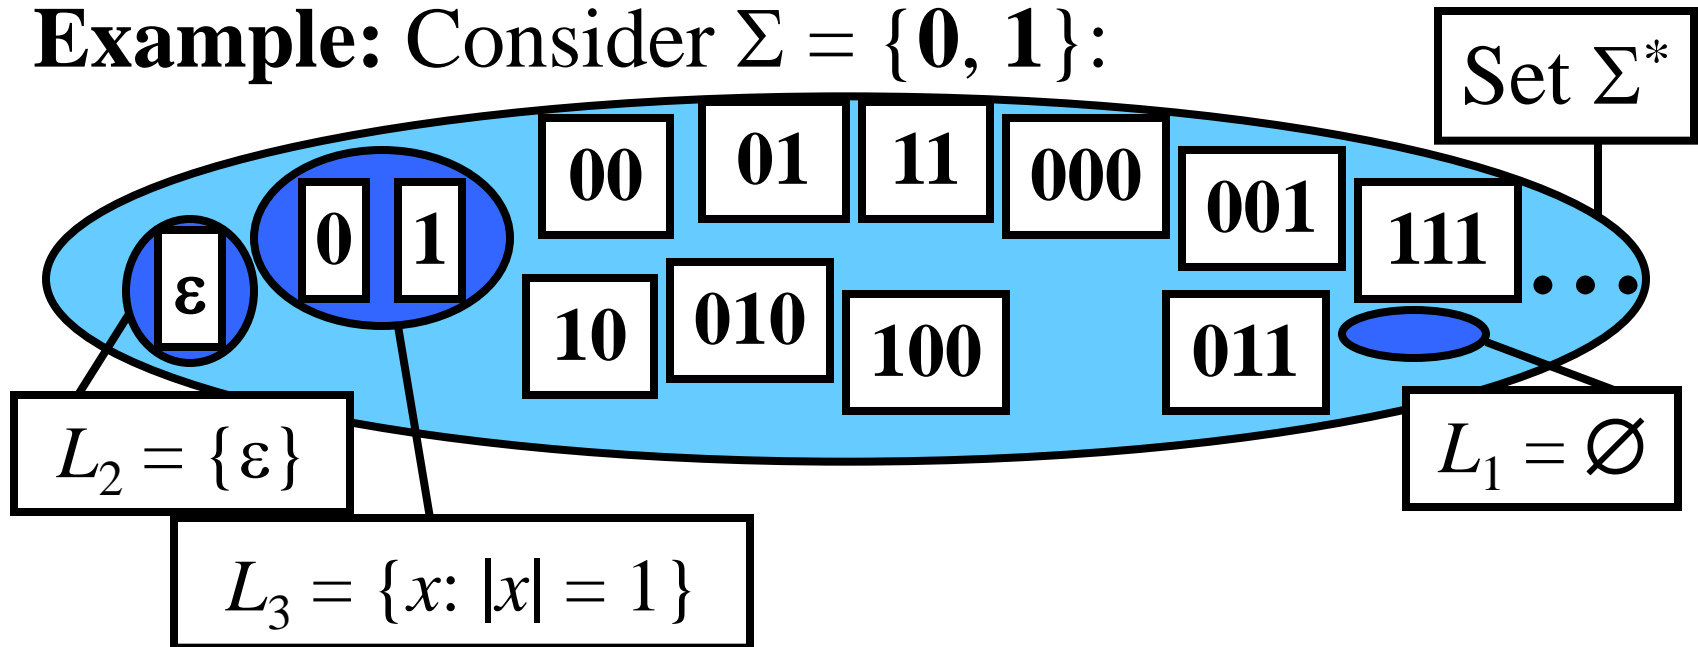 Example: Consider Σ = {0, 1}:
Set Σ*
00 01 11 000 001 111
ε 0 1
10 010 100 011 • • •
L₂ = {ε}
L₁ = ∅
L₃ = {x: |x| = 1}